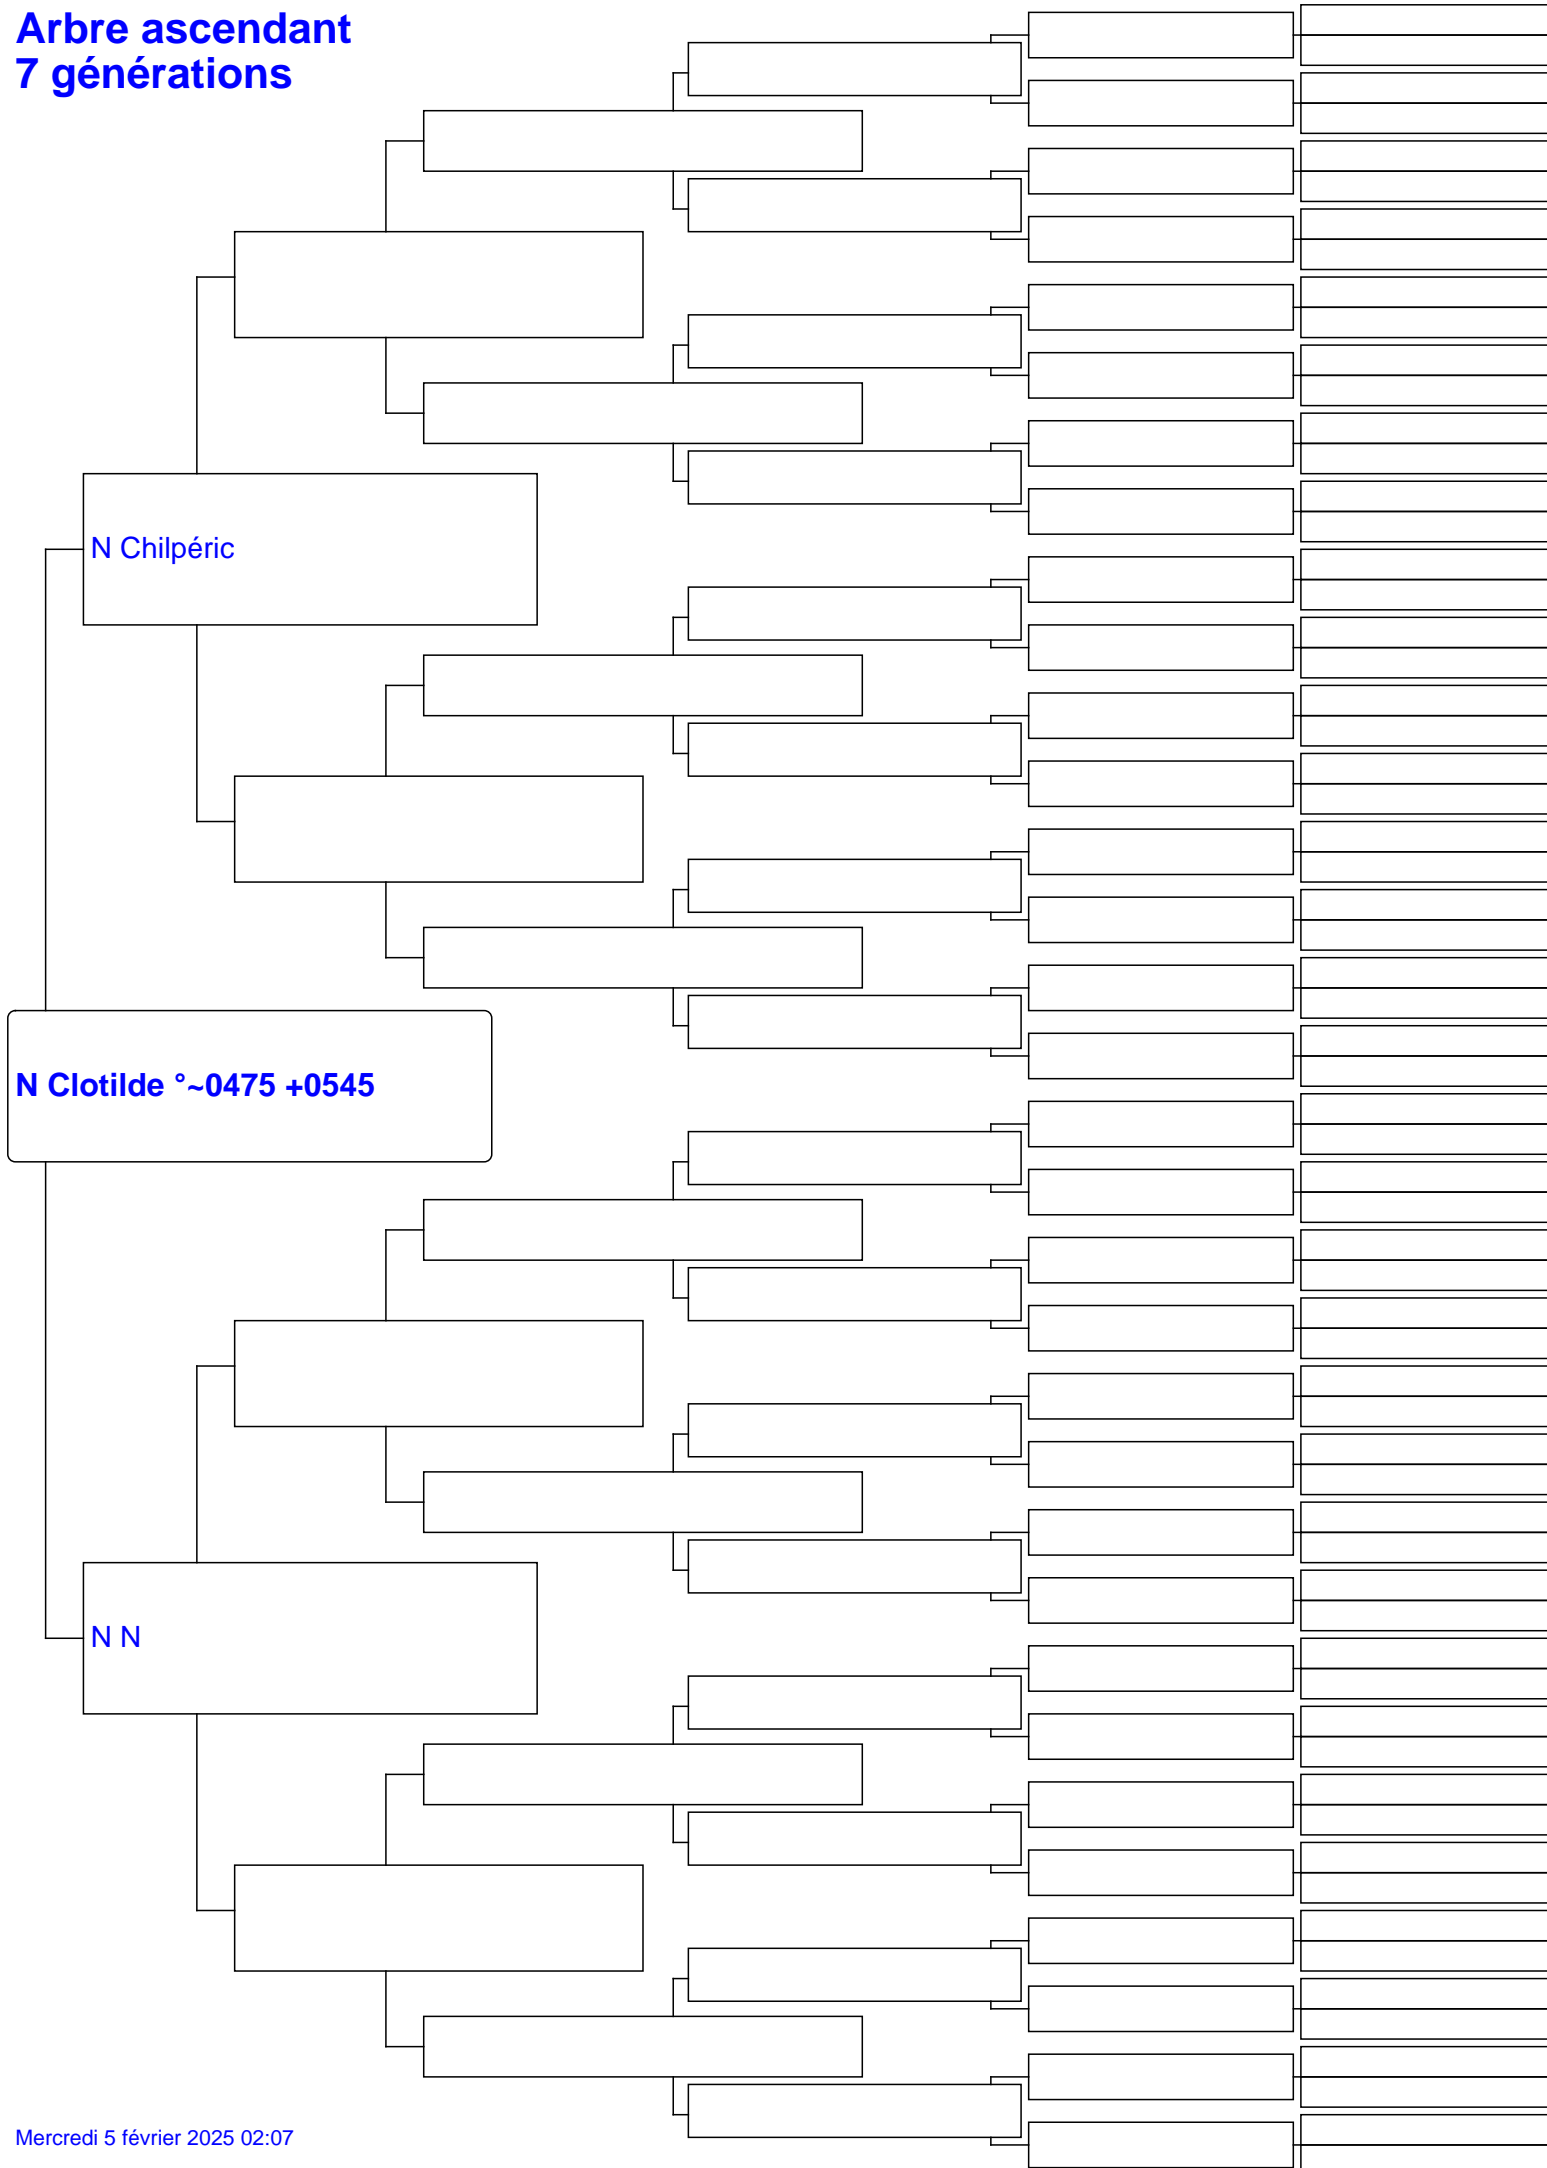 Arbre ascendant
7 générations
N Chilpéric
N Clotilde °~0475 +0545
N N
Mercredi 5 février 2025 02:07